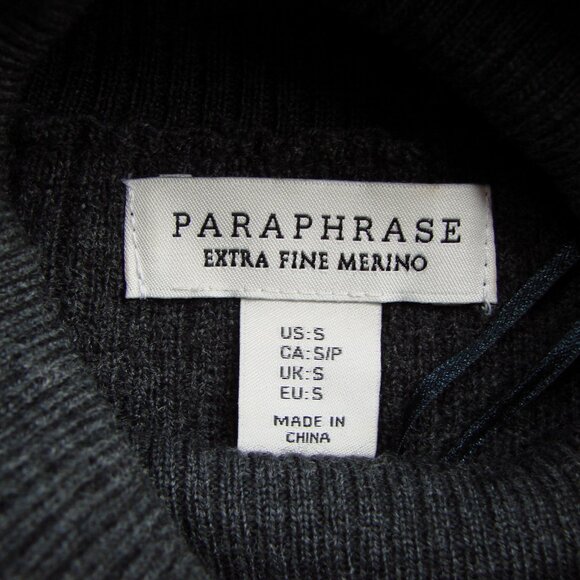 PARAPHRASE
EXTRA FINE MERINO
US:S
CA:S/P
UK:S
EU:S
MADE IN
CHINA